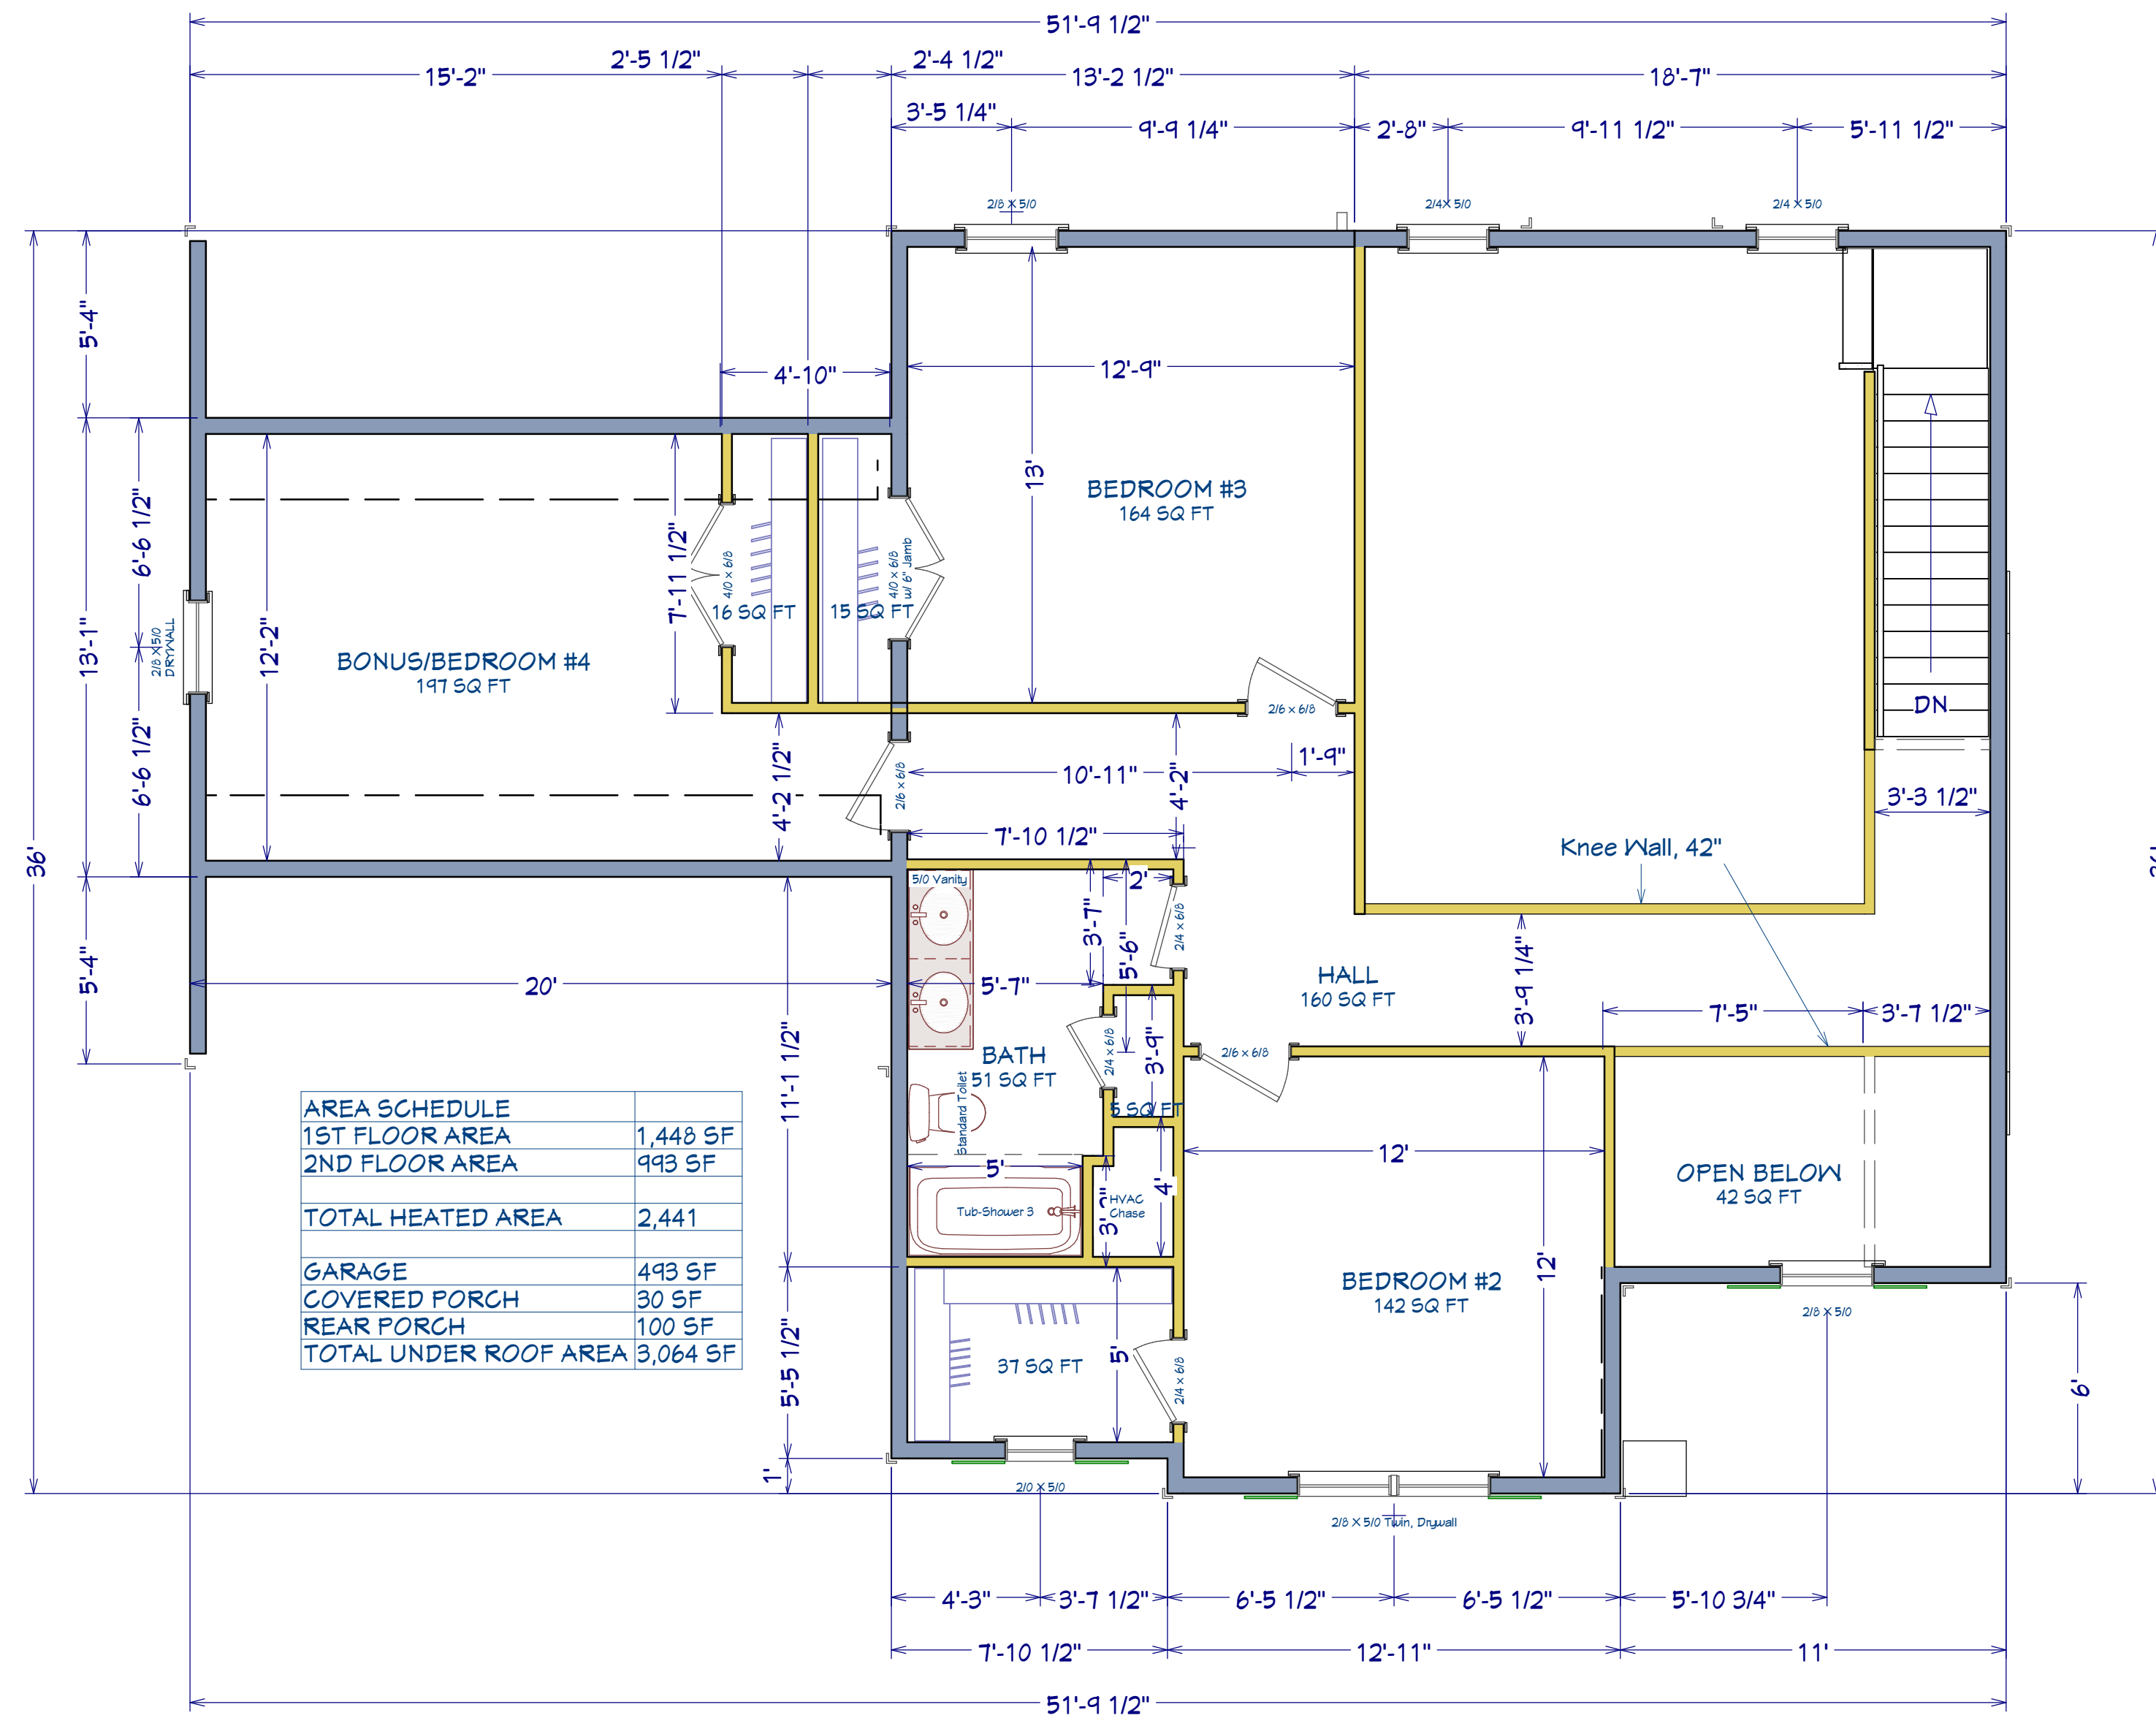 51'-9 1/2"
15'-2"
2'-5 1/2"
2'-4 1/2"
13'-2 1/2"
18'-7"
3'-5 1/4"
9'-9 1/4"
2'-8"
9'-11 1/2"
5'-11 1/2"
2/8 X 5/0
2/4 X 5/0
2/4 X 5/0
5'-4"
4'-10"
12'-9"
13'
BEDROOM #3
164 SQ FT
6'-6 1/2"
7'-11 1/2"
4/0 x 6/8
4/0 x 6/8
w/ 6" Jamb
16 SQ FT
15 SQ FT
13'-1"
12'-2"
2/8 X 5/0
DRYWALL
BONUS/BEDROOM #4
197 SQ FT
DN
2/6 x 6/8
6'-6 1/2"
4'-2 1/2"
2/6 x 6/8
10'-11"
1'-9"
4'-2"
3'-3 1/2"
7'-10 1/2"
Knee Wall, 42"
36'
5/0 Vanity
2'
3'-7"
5'-6"
2/4 x 6/8
5'-4"
20'
5'-7"
HALL
160 SQ FT
3'-9 1/4"
7'-5"
3'-7 1/2"
BATH
51 SQ FT
2/4 x 6/8
3'-9"
2/6 x 6/8
11'-1 1/2"
Standard Toilet
5 SQ FT
AREA SCHEDULE
1ST FLOOR AREA 1,448 SF
2ND FLOOR AREA 993 SF
TOTAL HEATED AREA 2,441
GARAGE 493 SF
COVERED PORCH 30 SF
REAR PORCH 100 SF
TOTAL UNDER ROOF AREA 3,064 SF
5'
12'
OPEN BELOW
42 SQ FT
4'
HVAC
Chase
Tub-Shower 3
12'
BEDROOM #2
142 SQ FT
2/8 X 5/0
5'-5 1/2"
37 SQ FT
5'
2/4 x 6/8
6'
1'
2/0 X 5/0
2/8 X 5/0 Twin, Drywall
4'-3"
3'-7 1/2"
6'-5 1/2"
6'-5 1/2"
5'-10 3/4"
7'-10 1/2"
12'-11"
11'
51'-9 1/2"